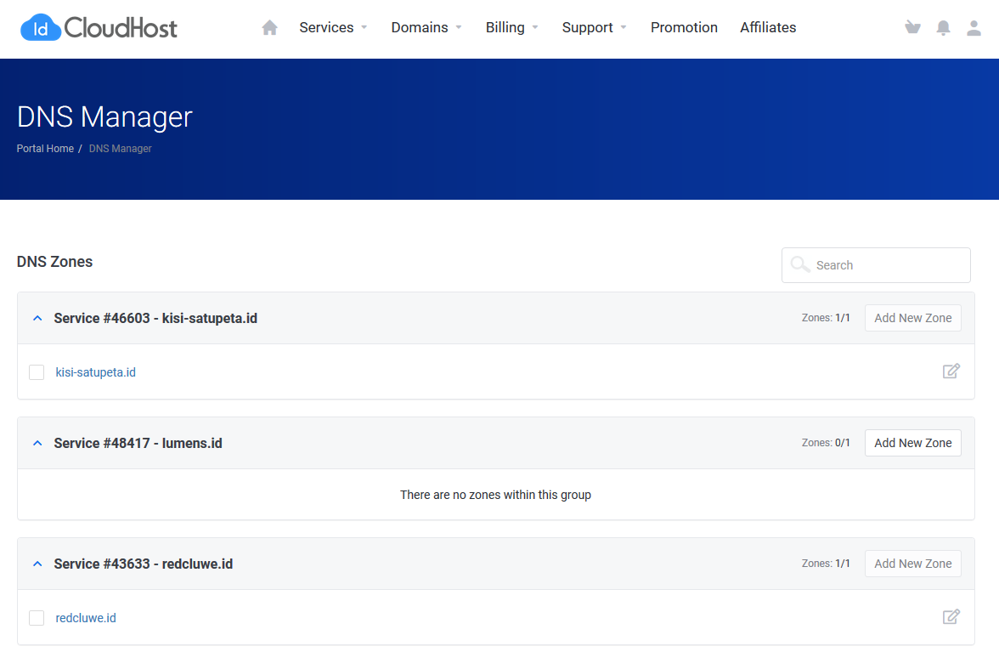 Id CloudHost
Services Domains Billing Support Promotion Affiliates
DNS Manager
Portal Home / DNS Manager
DNS Zones
Search
Service #46603 - kisi-satupeta.id Zones: 1/1 Add New Zone
kisi-satupeta.id
Service #48417 - lumens.id Zones: 0/1 Add New Zone
There are no zones within this group
Service #43633 - redcluwe.id Zones: 1/1 Add New Zone
redcluwe.id